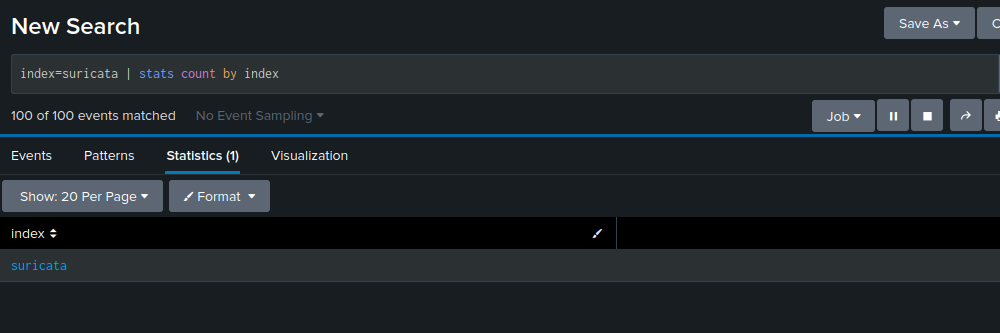 New Search
Save As
index=suricata | stats count by index
100 of 100 events matched No Event Sampling
Job
Events Patterns Statistics (1) Visualization
Show: 20 Per Page Format
index
suricata